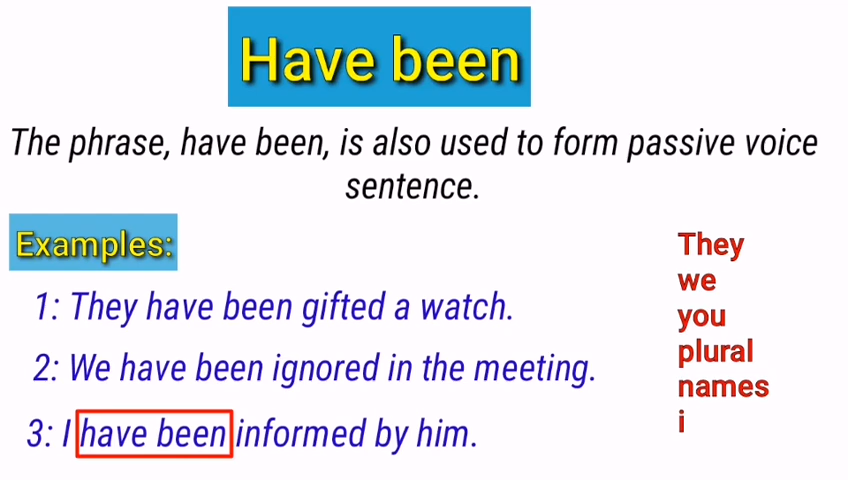 Have been
The phrase, have been, is also used to form passive voice
sentence.
Examples:
1: They have been gifted a watch.
2: We have been ignored in the meeting.
3: I have been informed by him.
They
we
you
plural
names
i